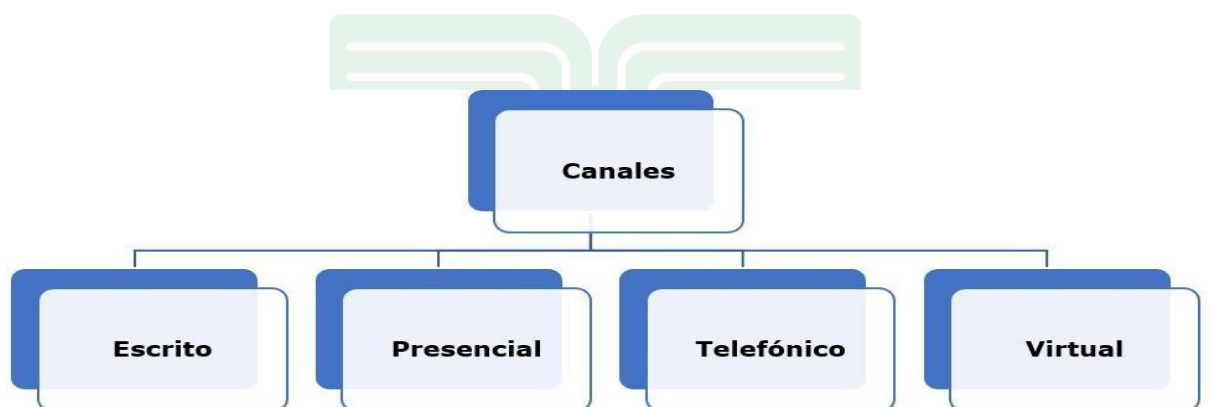 Canales
Escrito
Presencial
Telefónico
Virtual